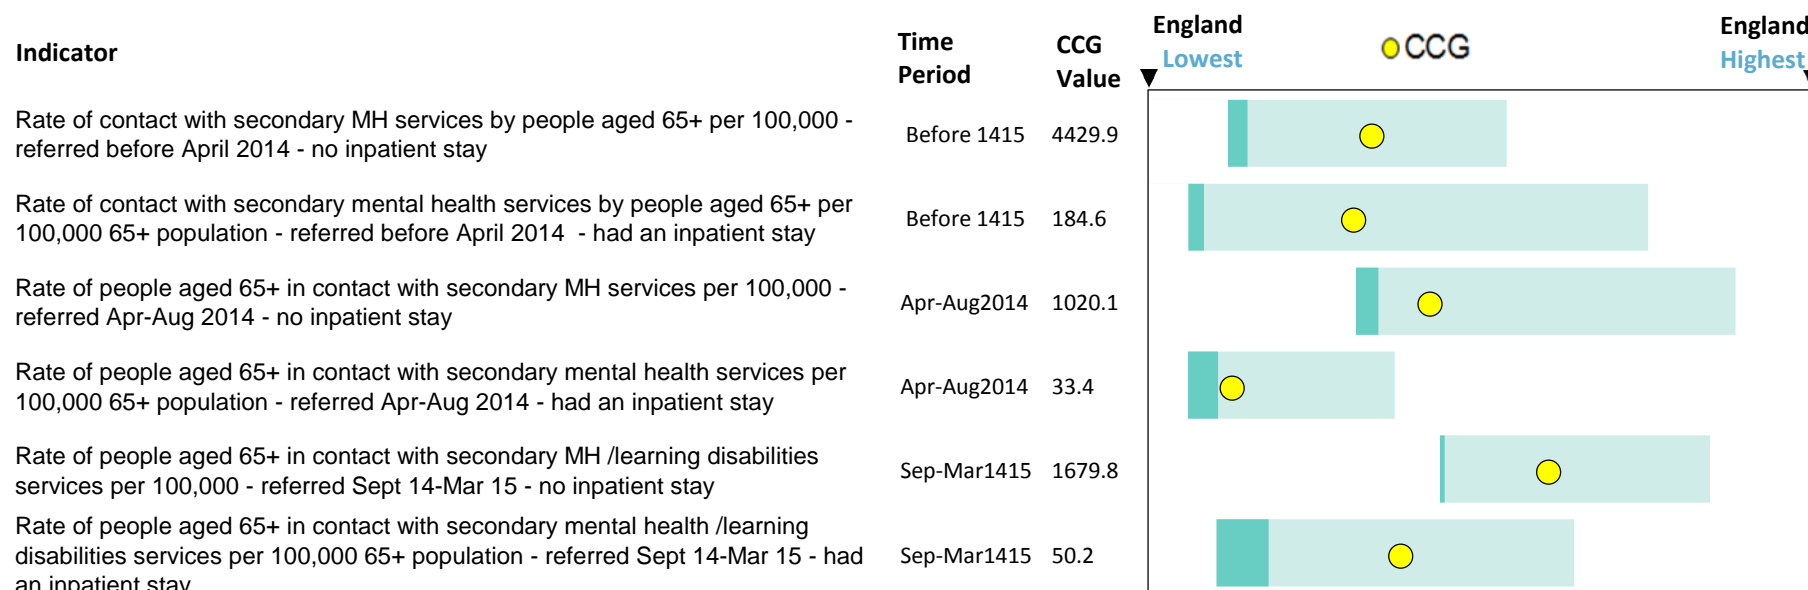 Indicator
Time
Period
CCG
Value
England
Lowest
CCG
England
Highest
Rate of contact with secondary MH services by people aged 65+ per 100,000 -
referred before April 2014 - no inpatient stay
Before 1415 4429.9
Rate of contact with secondary mental health services by people aged 65+ per
100,000 65+ population - referred before April 2014 - had an inpatient stay
Before 1415 184.6
Rate of people aged 65+ in contact with secondary MH services per 100,000 -
referred Apr-Aug 2014 - no inpatient stay
Apr-Aug2014 1020.1
Rate of people aged 65+ in contact with secondary mental health services per
100,000 65+ population - referred Apr-Aug 2014 - had an inpatient stay
Apr-Aug2014 33.4
Rate of people aged 65+ in contact with secondary MH /learning disabilities
services per 100,000 - referred Sept 14-Mar 15 - no inpatient stay
Sep-Mar1415 1679.8
Rate of people aged 65+ in contact with secondary mental health /learning
disabilities services per 100,000 65+ population - referred Sept 14-Mar 15 - had
an inpatient stay
Sep-Mar1415 50.2